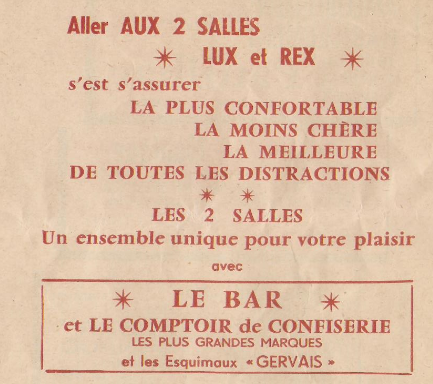 Aller AUX 2 SALLES
LUX et REX
s'est s'assurer
LA PLUS CONFORTABLE
LA MOINS CHÈRE
LA MEILLEURE
DE TOUTES LES DISTRACTIONS
LES 2 SALLES
Un ensemble unique pour votre plaisir
avec
LE BAR
et LE COMPTOIR de CONFISERIE
LES PLUS GRANDES MARQUES
et les Esquimaux « GERVAIS »